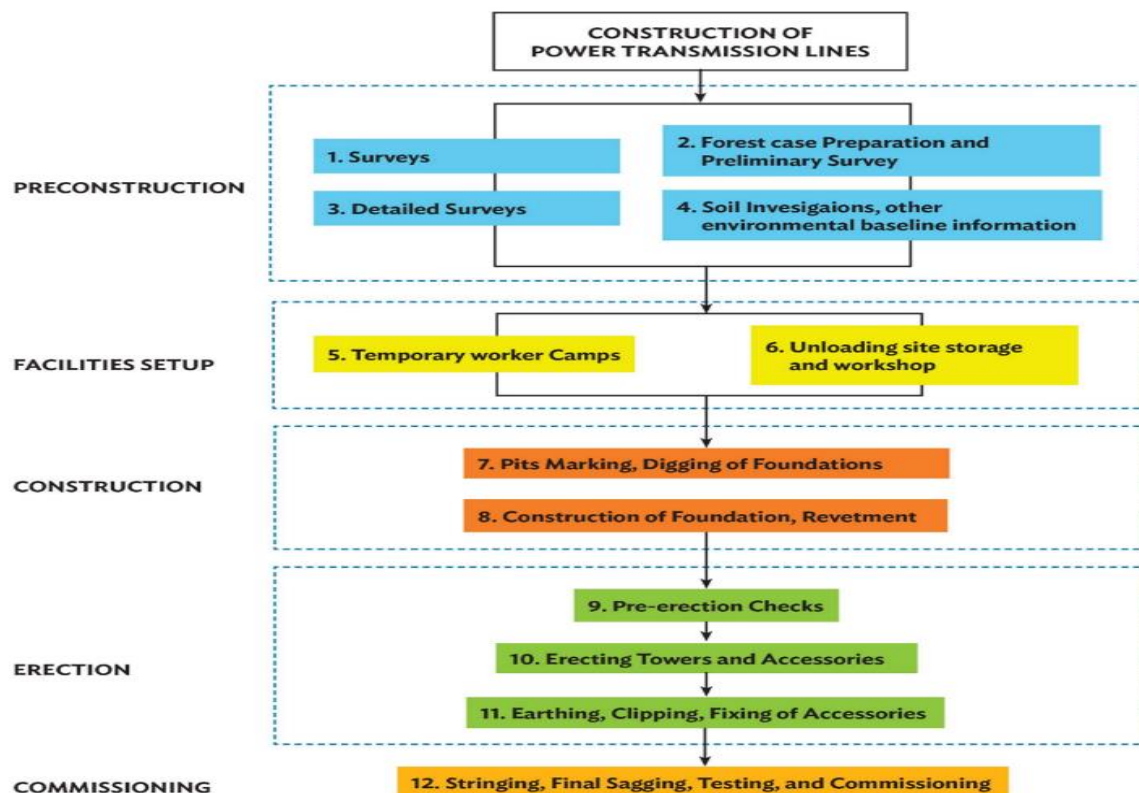 CONSTRUCTION OF
POWER TRANSMISSION LINES
PRECONSTRUCTION
1. Surveys
2. Forest case Preparation and
Preliminary Survey
3. Detailed Surveys
4. Soil Invesigaions, other
environmental baseline information
FACILITIES SETUP
5. Temporary worker Camps
6. Unloading site storage
and workshop
CONSTRUCTION
7. Pits Marking, Digging of Foundations
8. Construction of Foundation, Revetment
ERECTION
9. Pre-erection Checks
10. Erecting Towers and Accessories
11. Earthing, Clipping, Fixing of Accessories
COMMISSIONING
12. Stringing, Final Sagging, Testing, and Commissioning